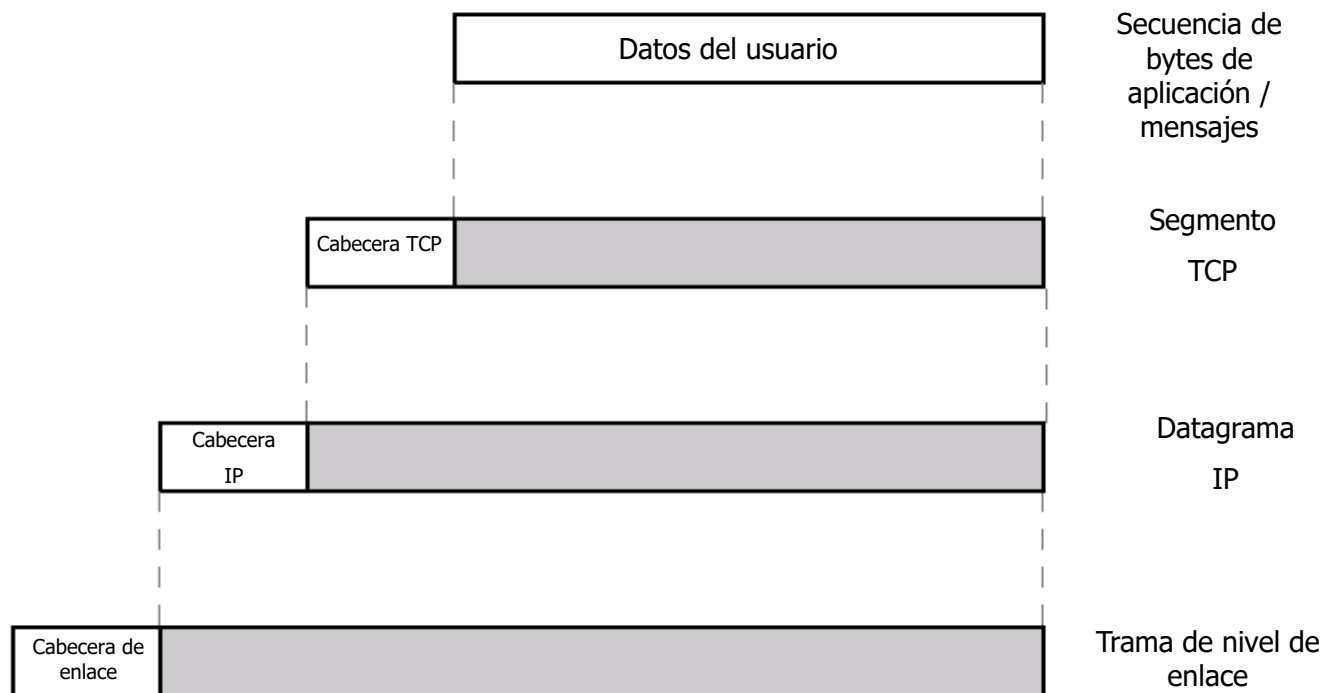 Datos del usuario
Secuencia de
bytes de
aplicación /
mensajes
Cabecera TCP
Segmento
TCP
Cabecera
IP
Datagrama
IP
Cabecera de
enlace
Trama de nivel de
enlace